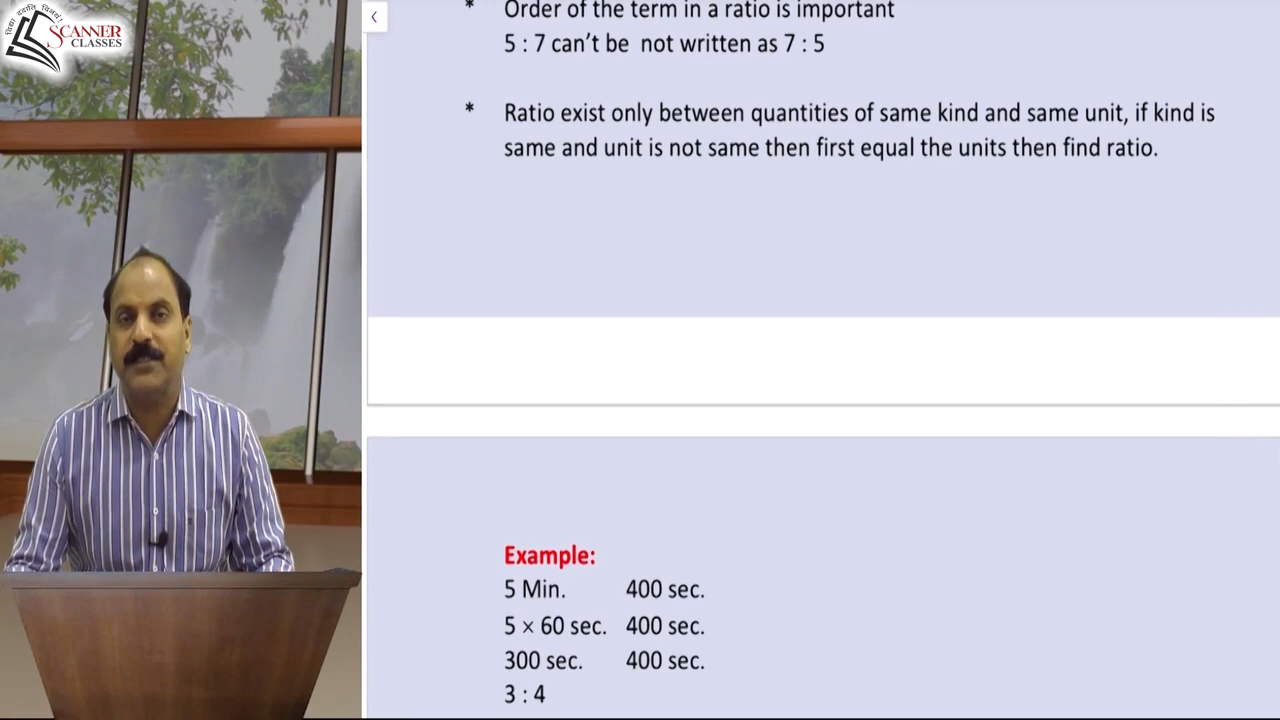 विद्या ददाति विनयं।
SCANNER
CLASSES
* Order of the term in a ratio is important
5 : 7 can’t be not written as 7 : 5
* Ratio exist only between quantities of same kind and same unit, if kind is
same and unit is not same then first equal the units then find ratio.
Example:
5 Min. 400 sec.
5 × 60 sec. 400 sec.
300 sec. 400 sec.
3 : 4